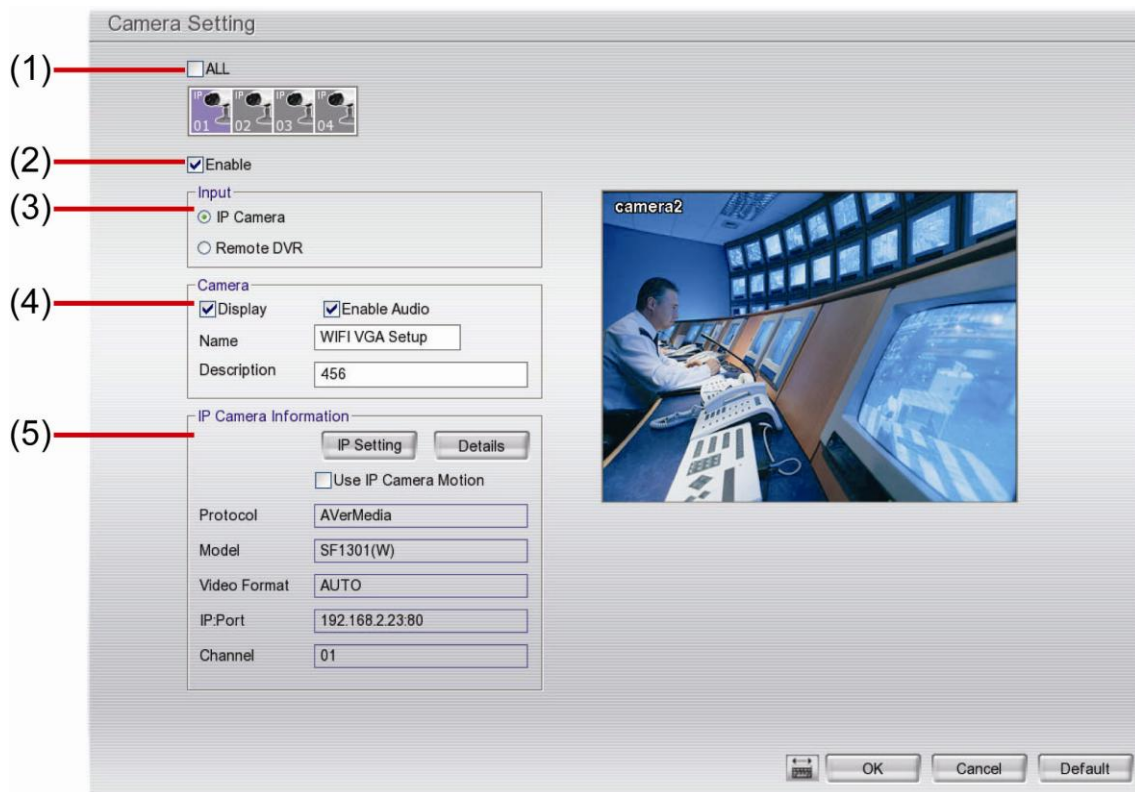 Camera Setting
(1)
ALL
IP IP IP IP
01 02 03 04
(2)
Enable
Input
(3)
IP Camera
Remote DVR
camera2
Camera
(4)
Display Enable Audio
Name WIFI VGA Setup
Description 456
IP Camera Information
(5)
IP Setting Details
Use IP Camera Motion
Protocol AVerMedia
Model SF1301(W)
Video Format AUTO
IP:Port 192.168.2.23:80
Channel 01
OK Cancel Default